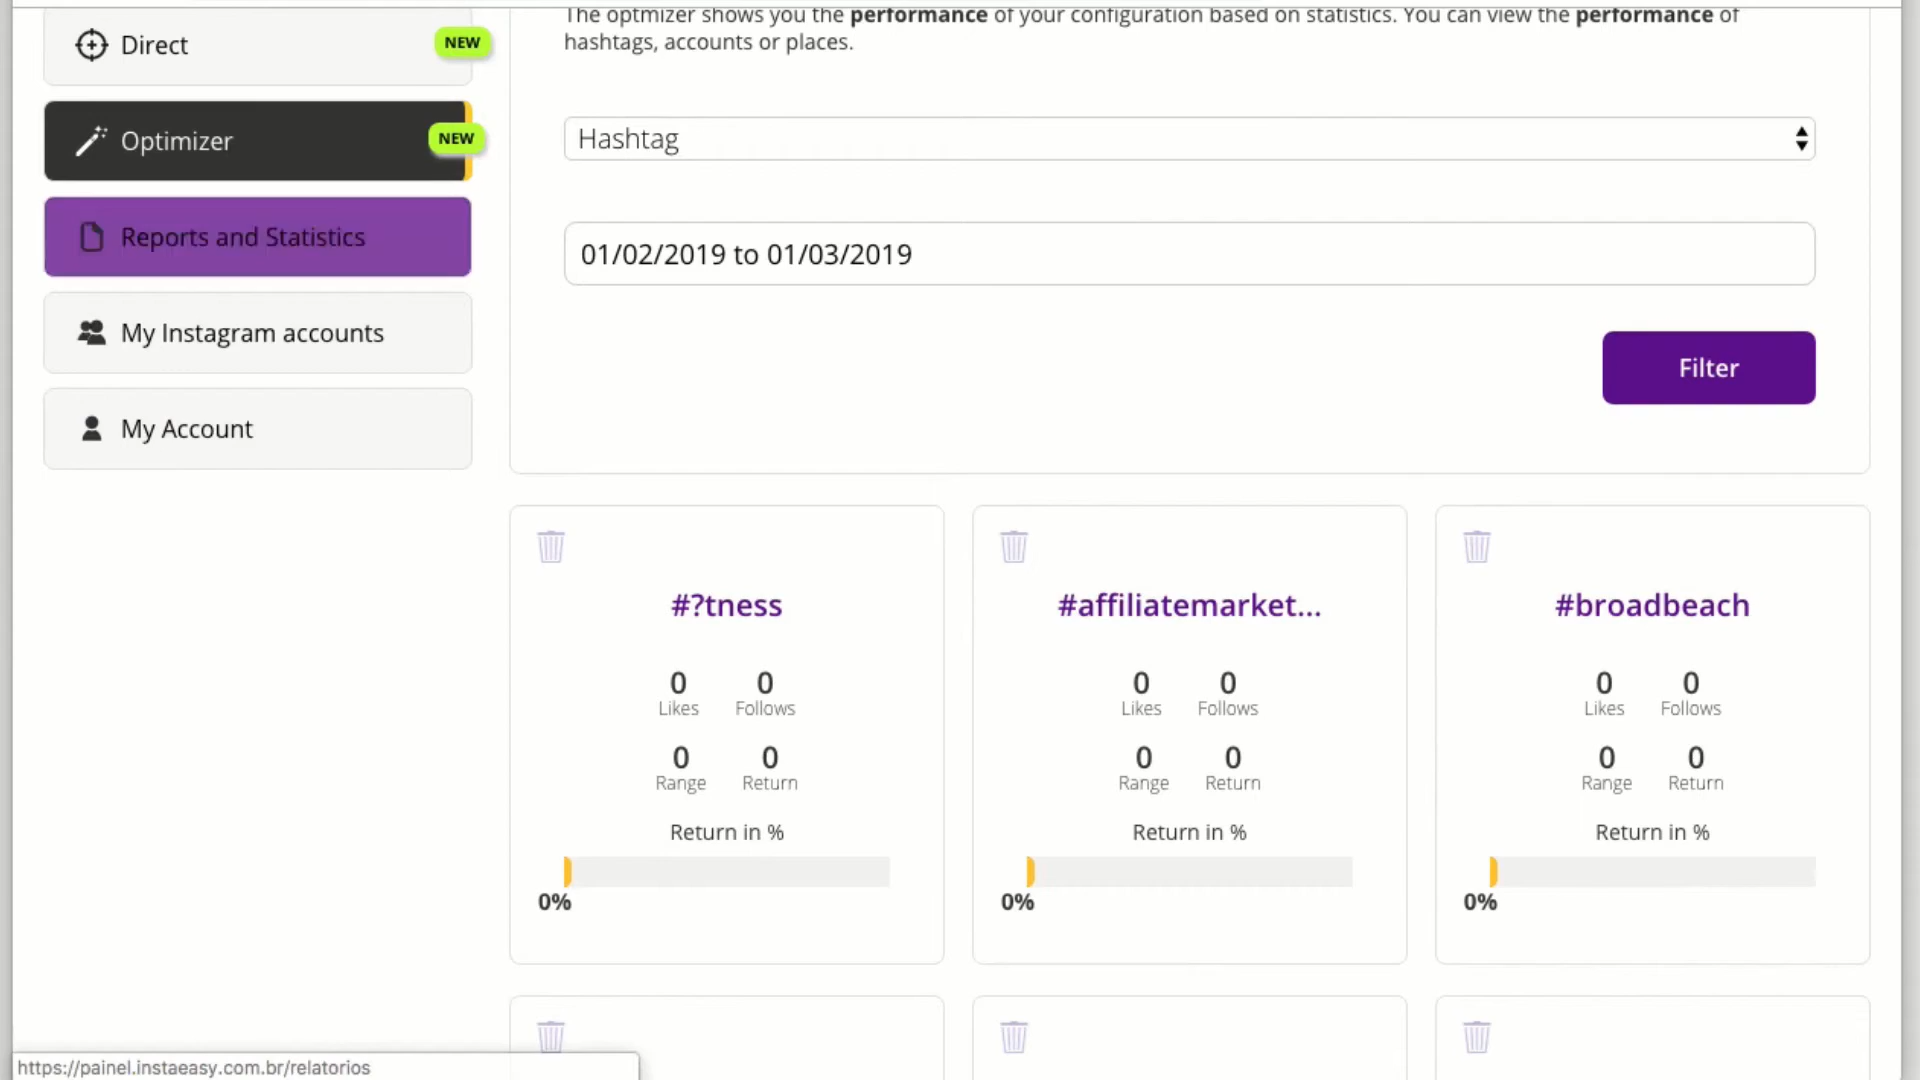 The optmizer shows you the performance of your configuration based on statistics. You can view the performance of
hashtags, accounts or places.
Direct
NEW
Optimizer
NEW
Reports and Statistics
My Instagram accounts
My Account
Hashtag
01/02/2019 to 01/03/2019
Filter
#?tness
0 0
Likes Follows
0 0
Range Return
Return in %
0%
#affiliatemarket...
0 0
Likes Follows
0 0
Range Return
Return in %
0%
#broadbeach
0 0
Likes Follows
0 0
Range Return
Return in %
0%
https://painel.instaeasy.com.br/relatorios